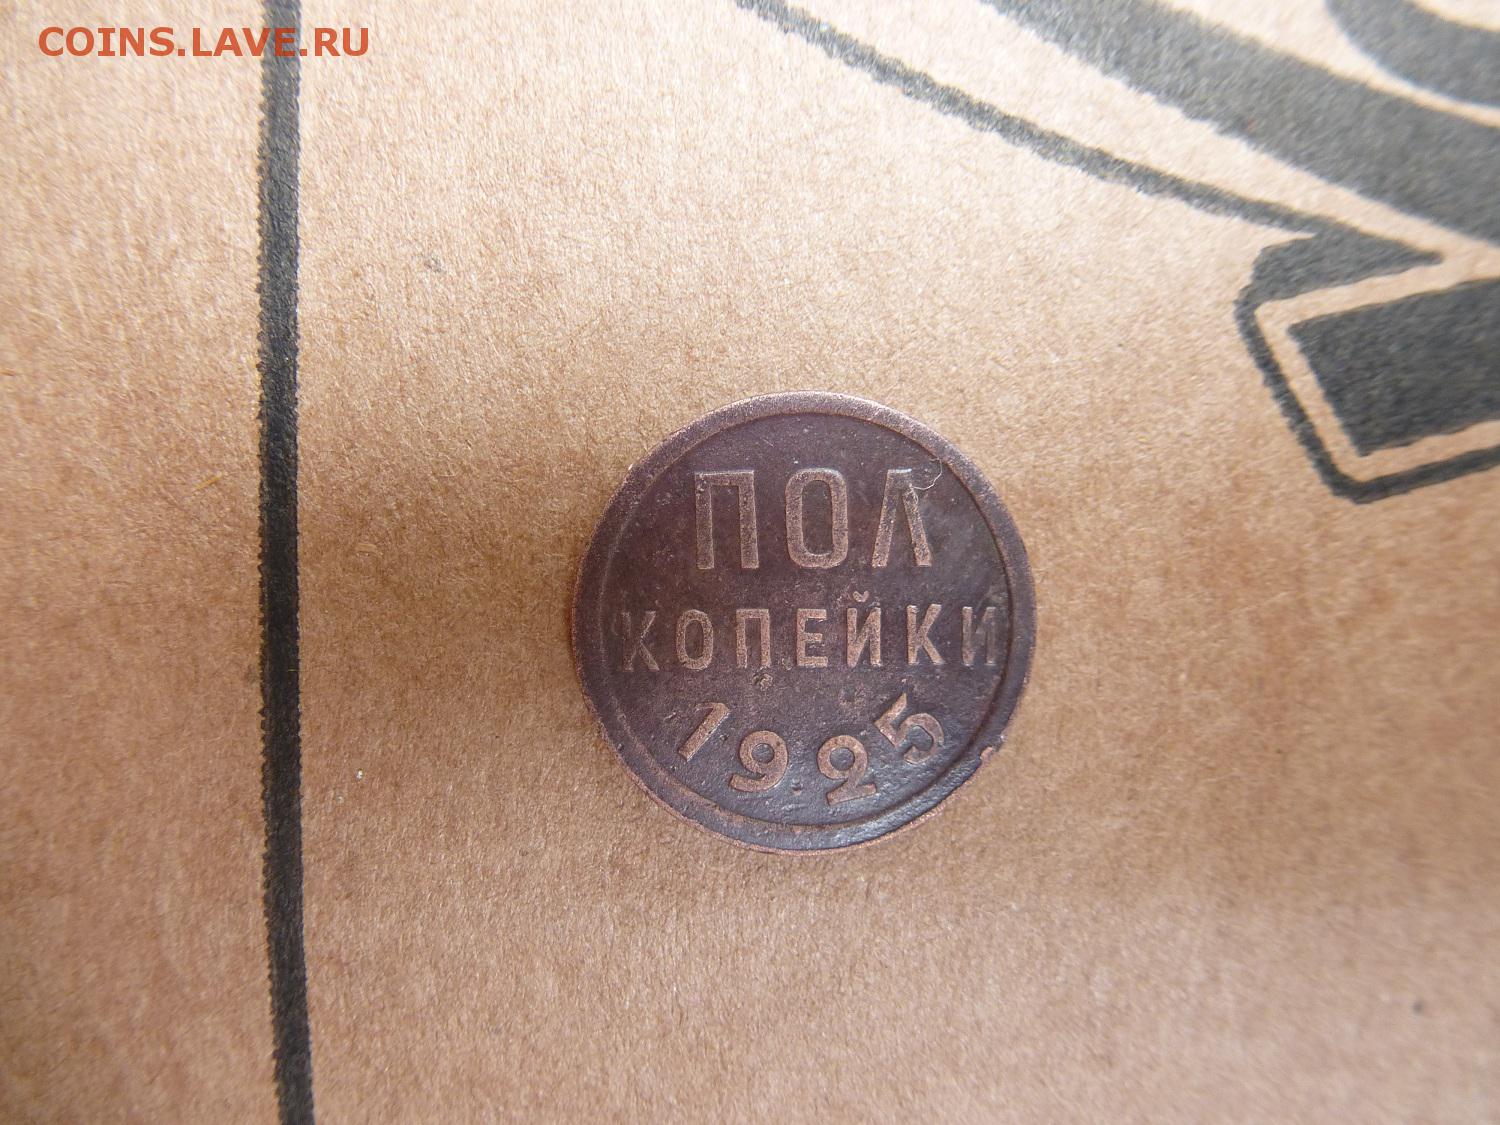 COINS.LAVE.RU
ПОЛ
КОПЕЙКИ
1925